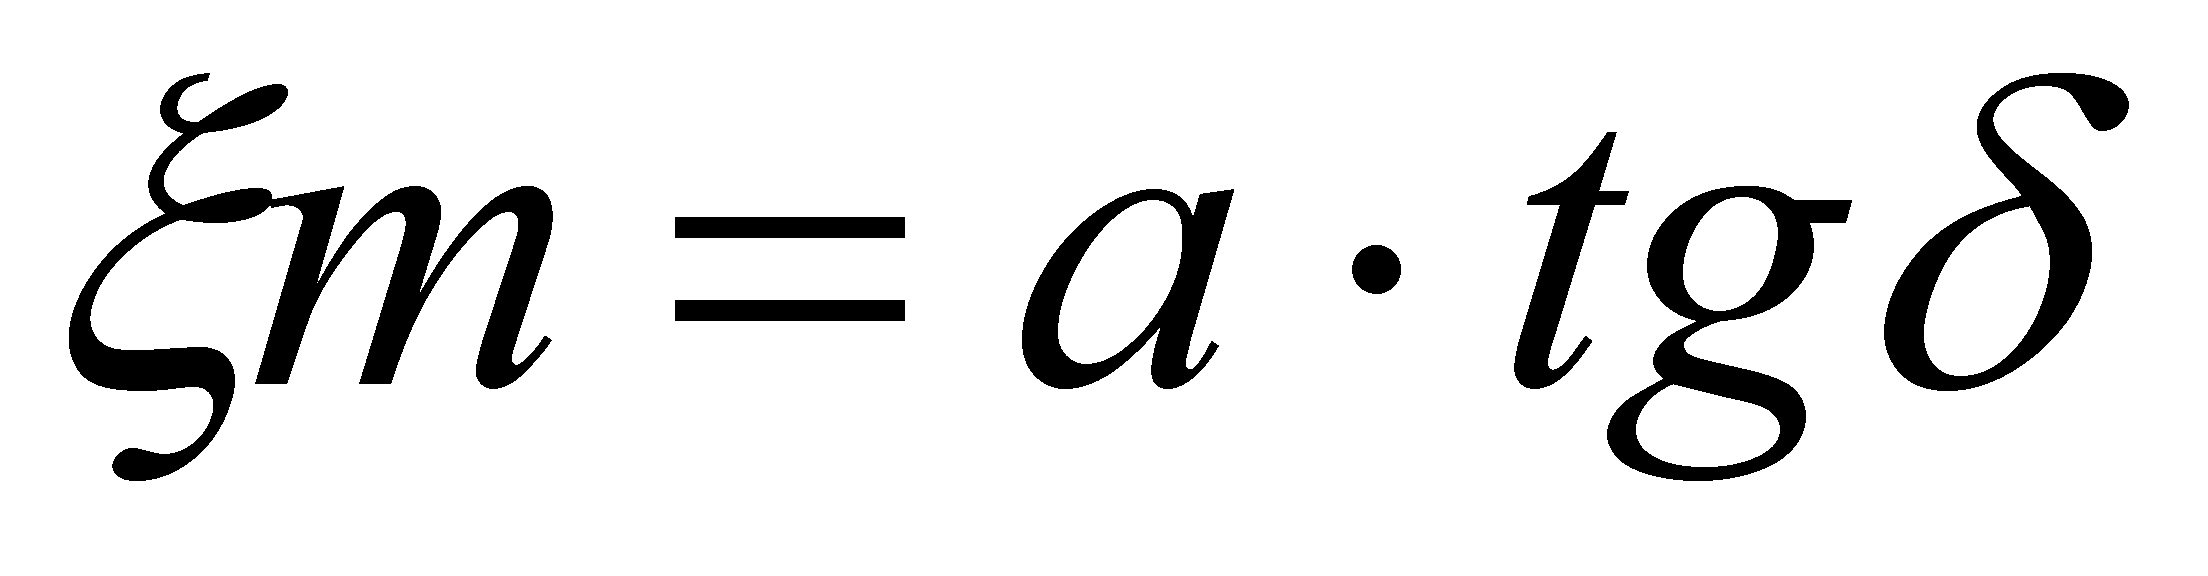 ξm = a · tgδ